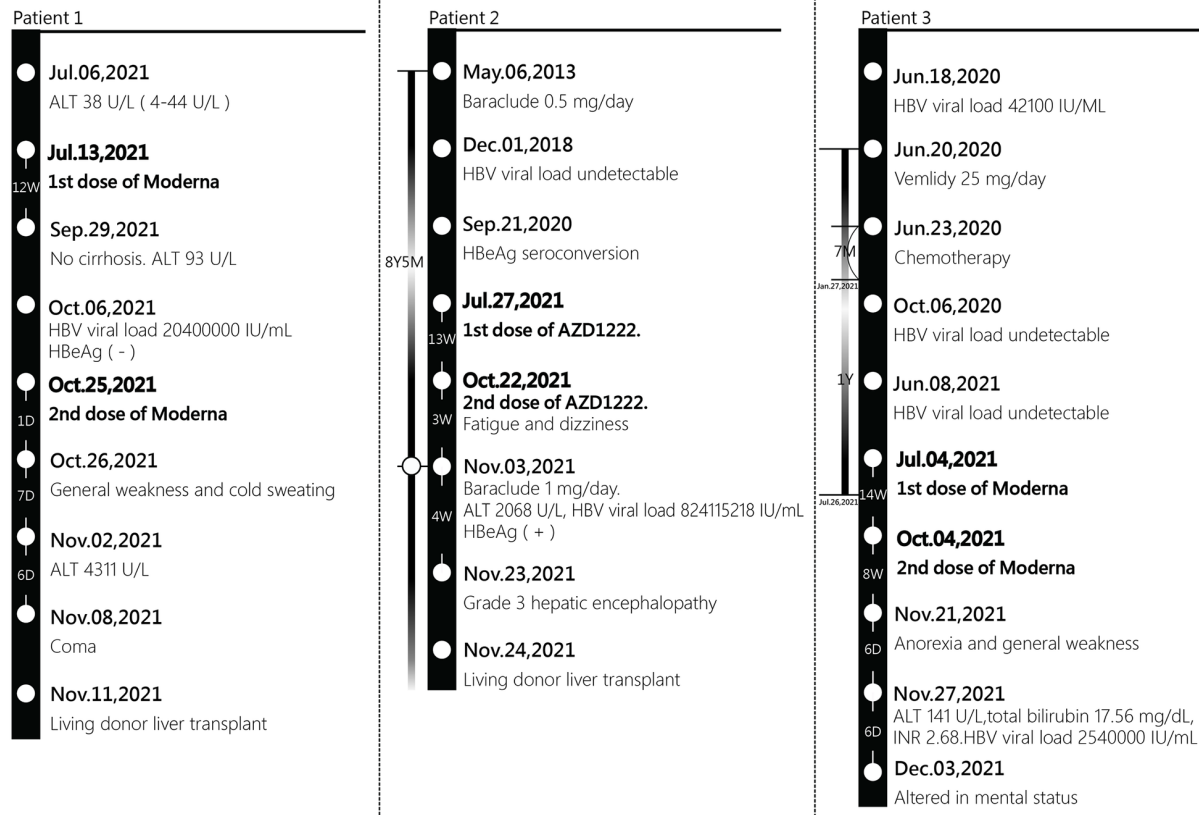 Patient 1
Jul.06,2021
ALT 38 U/L ( 4-44 U/L )
Jul.13,2021
1st dose of Moderna
12W
Sep.29,2021
No cirrhosis. ALT 93 U/L
Oct.06,2021
HBV viral load 20400000 IU/mL
HBeAg ( - )
Oct.25,2021
2nd dose of Moderna
1D
Oct.26,2021
General weakness and cold sweating
7D
Nov.02,2021
ALT 4311 U/L
6D
Nov.08,2021
Coma
Nov.11,2021
Living donor liver transplant
Patient 2
May.06,2013
Baraclude 0.5 mg/day
Dec.01,2018
HBV viral load undetectable
Sep.21,2020
HBeAg seroconversion
8Y5M
Jul.27,2021
1st dose of AZD1222.
13W
Oct.22,2021
2nd dose of AZD1222.
Fatigue and dizziness
3W
Nov.03,2021
Baraclude 1 mg/day.
ALT 2068 U/L, HBV viral load 824115218 IU/mL
HBeAg ( + )
4W
Nov.23,2021
Grade 3 hepatic encephalopathy
Nov.24,2021
Living donor liver transplant
Patient 3
Jun.18,2020
HBV viral load 42100 IU/ML
Jun.20,2020
Vemlidy 25 mg/day
Jun.23,2020
Chemotherapy
7M
Jan.27,2021
Oct.06,2020
HBV viral load undetectable
1Y
Jun.08,2021
HBV viral load undetectable
Jul.04,2021
1st dose of Moderna
14W
Jul.26,2021
Oct.04,2021
2nd dose of Moderna
8W
Nov.21,2021
Anorexia and general weakness
6D
Nov.27,2021
ALT 141 U/L,total bilirubin 17.56 mg/dL,
INR 2.68.HBV viral load 2540000 IU/mL
6D
Dec.03,2021
Altered in mental status